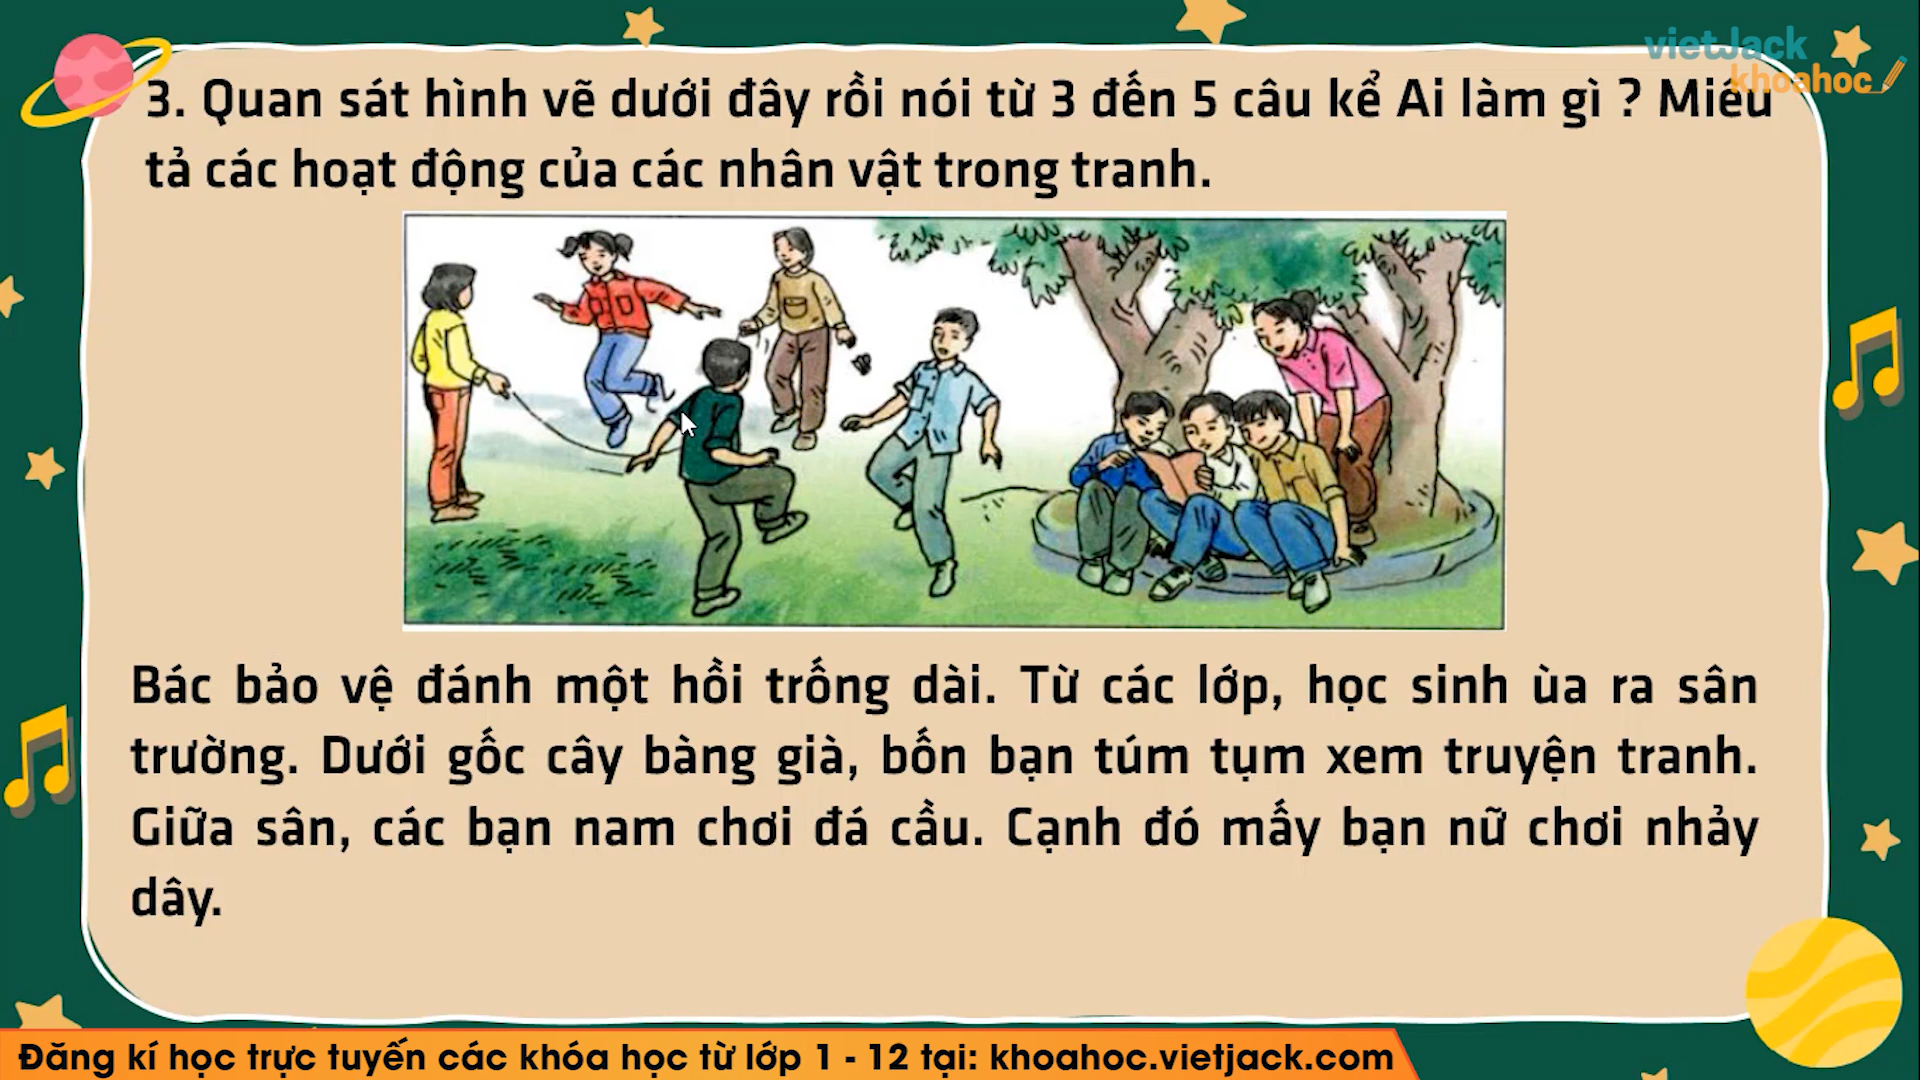 vietJack
khoahoc
3. Quan sát hình vẽ dưới đây rồi nói từ 3 đến 5 câu kể Ai làm gì ? Miêu
tả các hoạt động của các nhân vật trong tranh.
Bác bảo vệ đánh một hồi trống dài. Từ các lớp, học sinh ùa ra sân
trường. Dưới gốc cây bàng già, bốn bạn túm tụm xem truyện tranh.
Giữa sân, các bạn nam chơi đá cầu. Cạnh đó mấy bạn nữ chơi nhảy
dây.
Đăng kí học trực tuyến các khóa học từ lớp 1 - 12 tại: khoahoc.vietjack.com